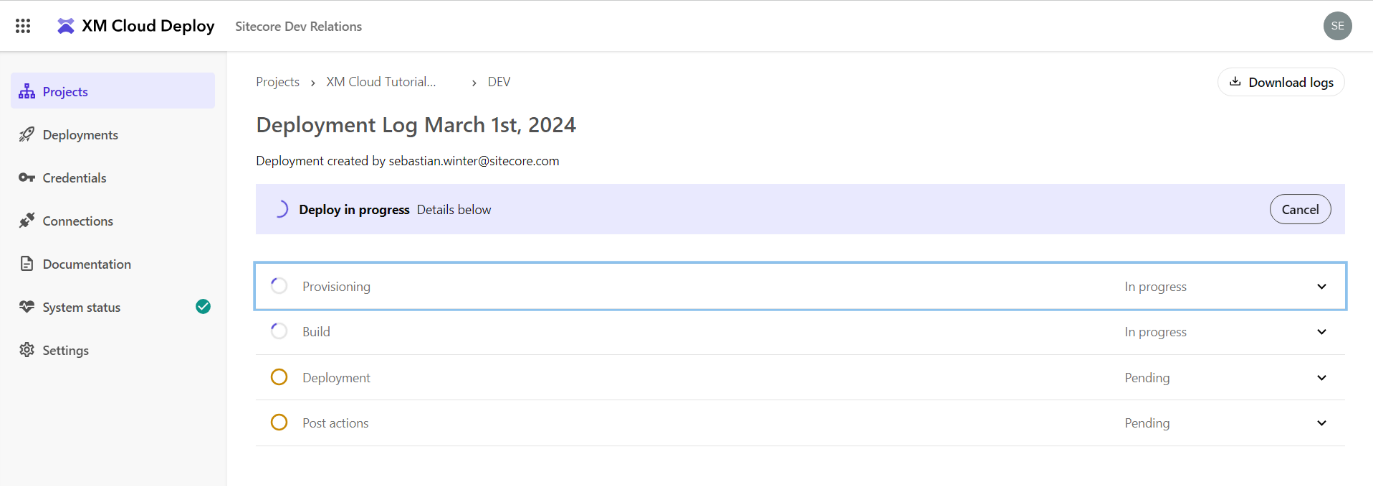 XM Cloud Deploy Sitecore Dev Relations SE
Projects
Deployments
Credentials
Connections
Documentation
System status
Settings
Projects > XM Cloud Tutorial... > DEV Download logs
Deployment Log March 1st, 2024
Deployment created by sebastian.winter@sitecore.com
Deploy in progress Details below Cancel
Provisioning In progress
Build In progress
Deployment Pending
Post actions Pending